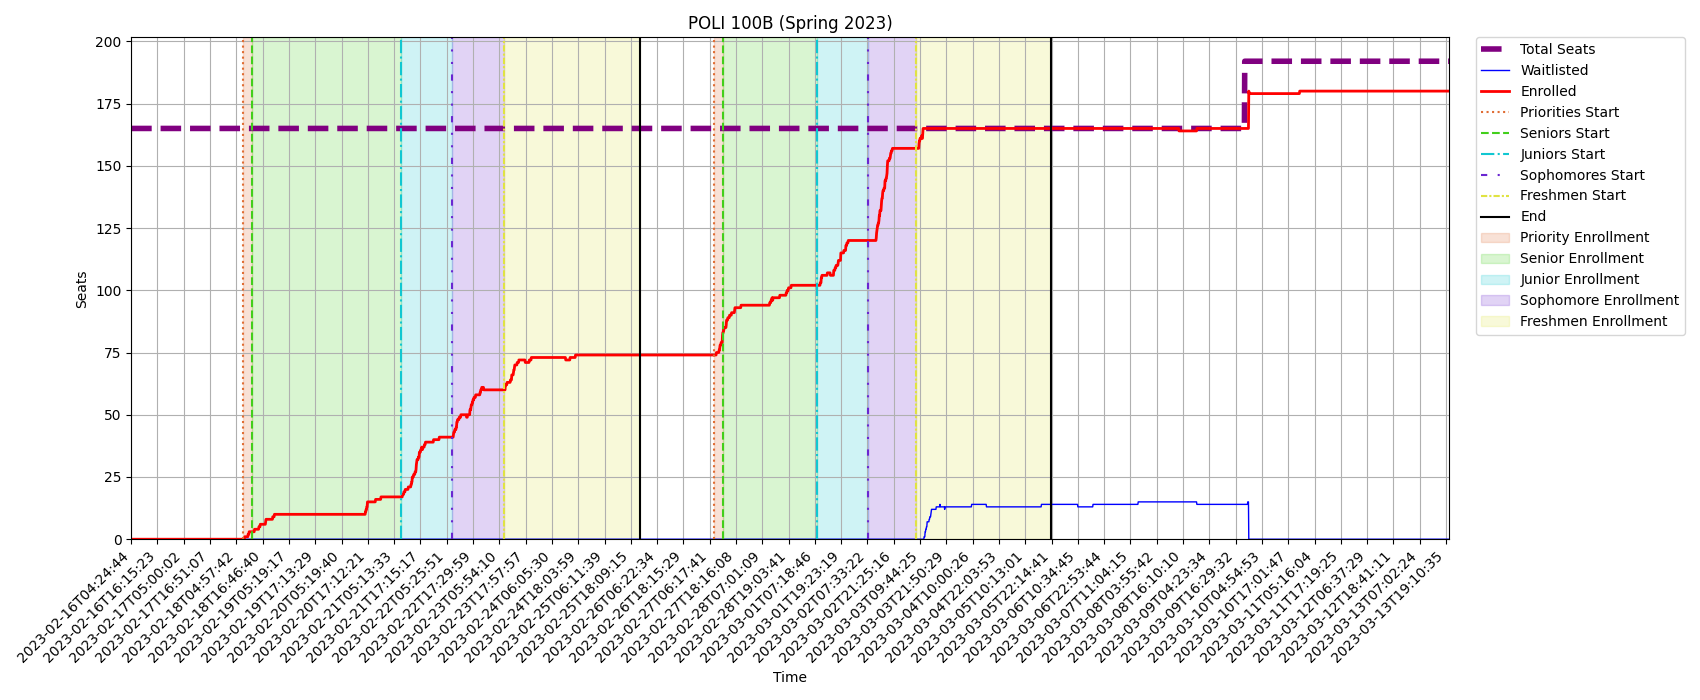 POLI 100B (Spring 2023)
200
175
150
125
100
75
50
25
0
Seats
2023-02-16T04:24:44
2023-02-16T16:15:23
2023-02-17T05:00:02
2023-02-17T16:51:07
2023-02-18T04:57:42
2023-02-18T16:46:40
2023-02-19T05:19:17
2023-02-19T17:13:29
2023-02-20T05:19:40
2023-02-20T17:12:21
2023-02-21T05:13:33
2023-02-21T17:15:17
2023-02-22T05:25:51
2023-02-22T17:29:59
2023-02-23T05:54:10
2023-02-23T17:57:57
2023-02-24T06:05:30
2023-02-24T18:03:59
2023-02-25T06:11:39
2023-02-25T18:09:15
2023-02-26T06:22:34
2023-02-26T18:15:29
2023-02-27T06:17:41
2023-02-27T18:16:08
2023-02-28T07:01:09
2023-02-28T19:03:41
2023-03-01T07:18:46
2023-03-01T19:23:19
2023-03-02T07:33:22
2023-03-02T21:25:16
2023-03-03T09:44:25
2023-03-03T21:50:29
2023-03-04T10:00:26
2023-03-04T22:03:53
2023-03-05T10:13:01
2023-03-05T22:14:41
2023-03-06T10:34:45
2023-03-06T22:53:44
2023-03-07T11:04:15
2023-03-08T03:55:42
2023-03-08T16:10:10
2023-03-09T04:23:34
2023-03-09T16:29:32
2023-03-10T04:54:53
2023-03-10T17:01:47
2023-03-11T05:16:04
2023-03-11T17:19:25
2023-03-12T06:37:29
2023-03-12T18:41:11
2023-03-13T07:02:24
2023-03-13T19:10:35
Time
Total Seats
Waitlisted
Enrolled
Priorities Start
Seniors Start
Juniors Start
Sophomores Start
Freshmen Start
End
Priority Enrollment
Senior Enrollment
Junior Enrollment
Sophomore Enrollment
Freshmen Enrollment